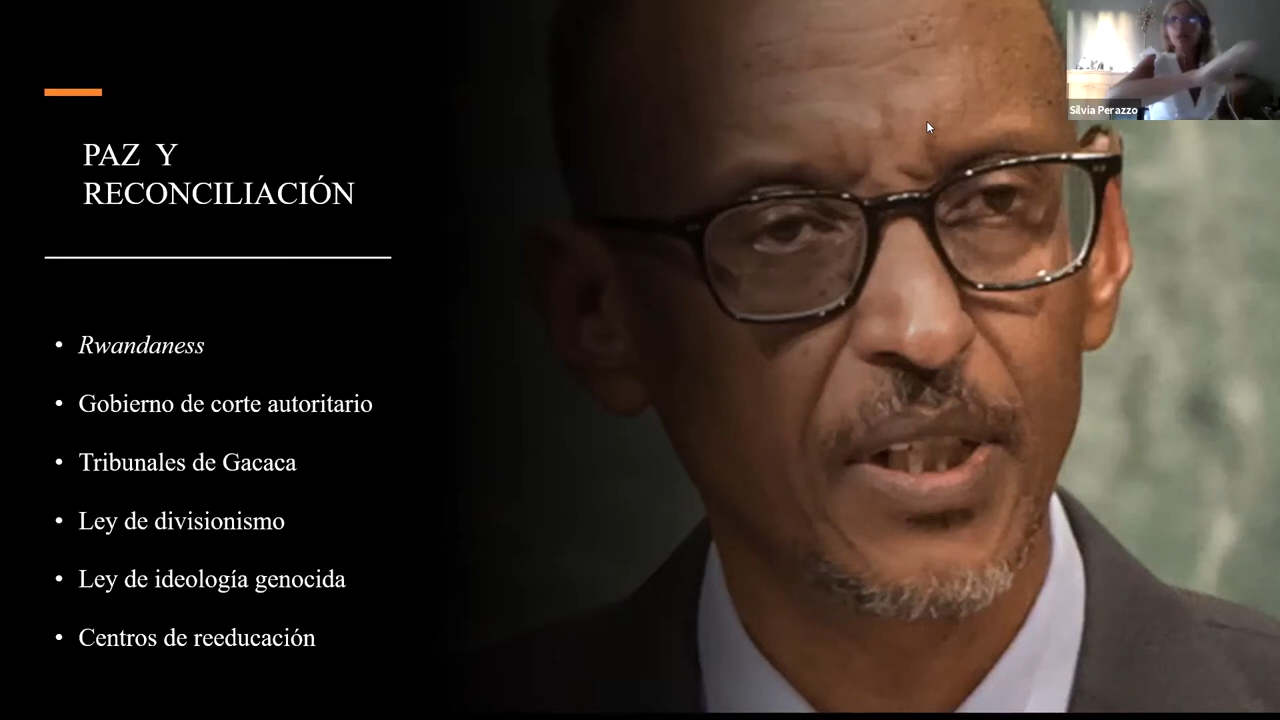 Silvia Perazzo
PAZ Y
RECONCILIACIÓN
• Rwandaness
• Gobierno de corte autoritario
• Tribunales de Gacaca
• Ley de divisionismo
• Ley de ideología genocida
• Centros de reeducación